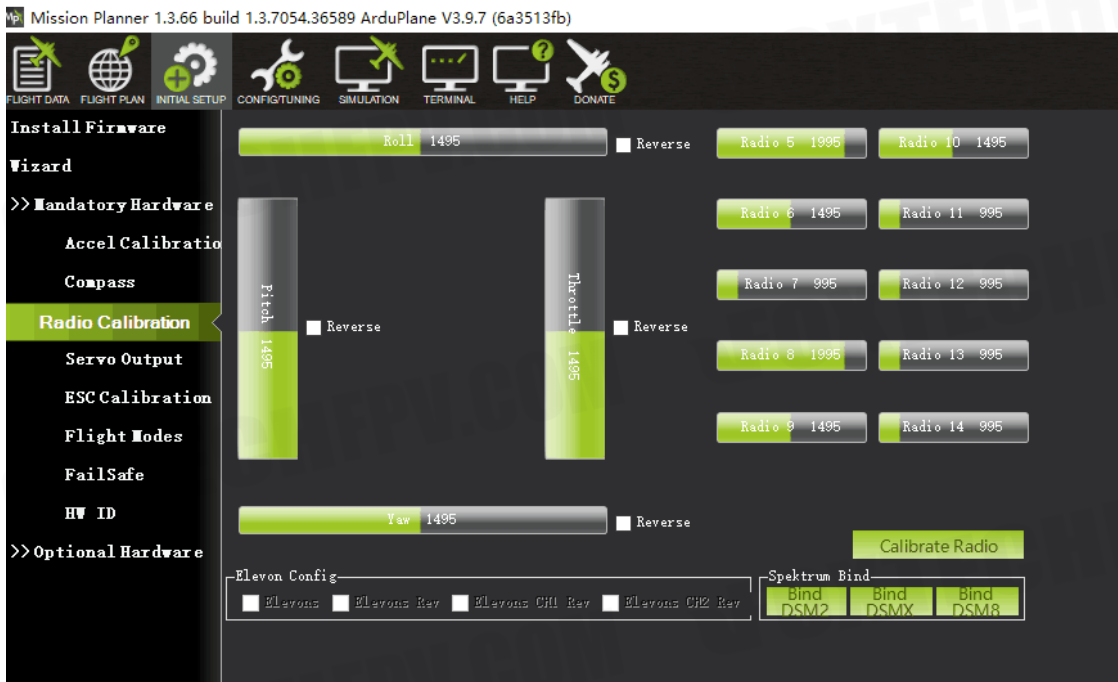 Mission Planner 1.3.66 build 1.3.7054.36589 ArduPlane V3.9.7 (6a3513fb)
FLIGHT DATA FLIGHT PLAN INITIAL SETUP CONFIG/TUNING SIMULATION TERMINAL HELP DONATE
Install Firmware
Wizard
>> Mandatory Hardware
Accel Calibratio
Compass
Radio Calibration
Servo Output
ESC Calibration
Flight Modes
FailSafe
HW ID
>> Optional Hardware
Roll 1495
Reverse
Pitch 1495
Reverse
Throttle 1495
Reverse
Yaw 1495
Reverse
Radio 5 1995
Radio 10 1495
Radio 6 1495
Radio 11 995
Radio 7 995
Radio 12 995
Radio 8 1995
Radio 13 995
Radio 9 1495
Radio 14 995
Calibrate Radio
Elevon Config
Elevons Elevons Rev Elevons CH1 Rev Elevons CH2 Rev
Spektrum Bind
Bind DSM2
Bind DSMX
Bind DSM8